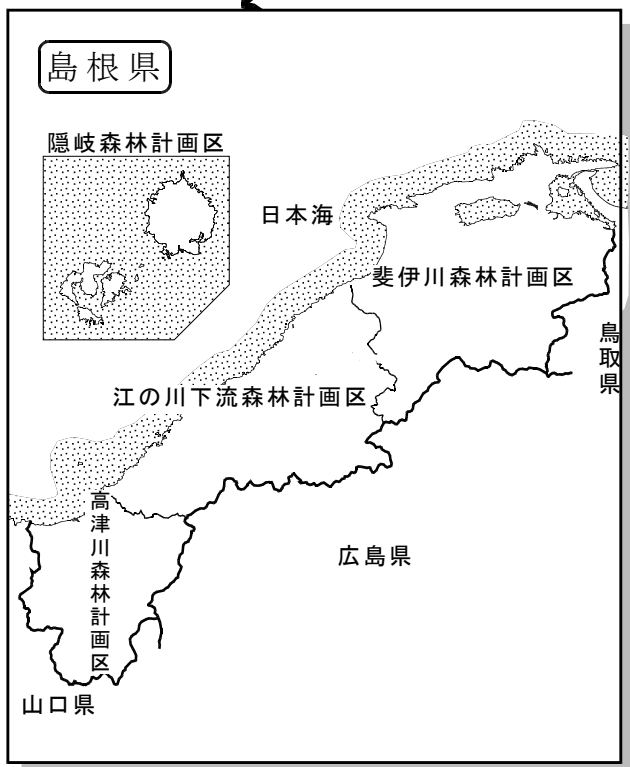 島根県
隠岐森林計画区
日本海
斐伊川森林計画区
鳥取県
江の川下流森林計画区
高津川森林計画区
広島県
山口県